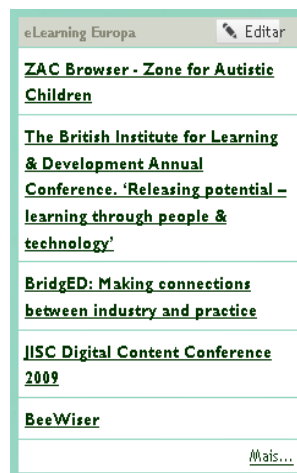 eLearning Europa
Editar
ZAC Browser - Zone for Autistic
Children
The British Institute for Learning
& Development Annual
Conference. ‘Releasing potential –
learning through people &
technology’
BridgED: Making connections
between industry and practice
JISC Digital Content Conference
2009
BeeWiser
Mais...